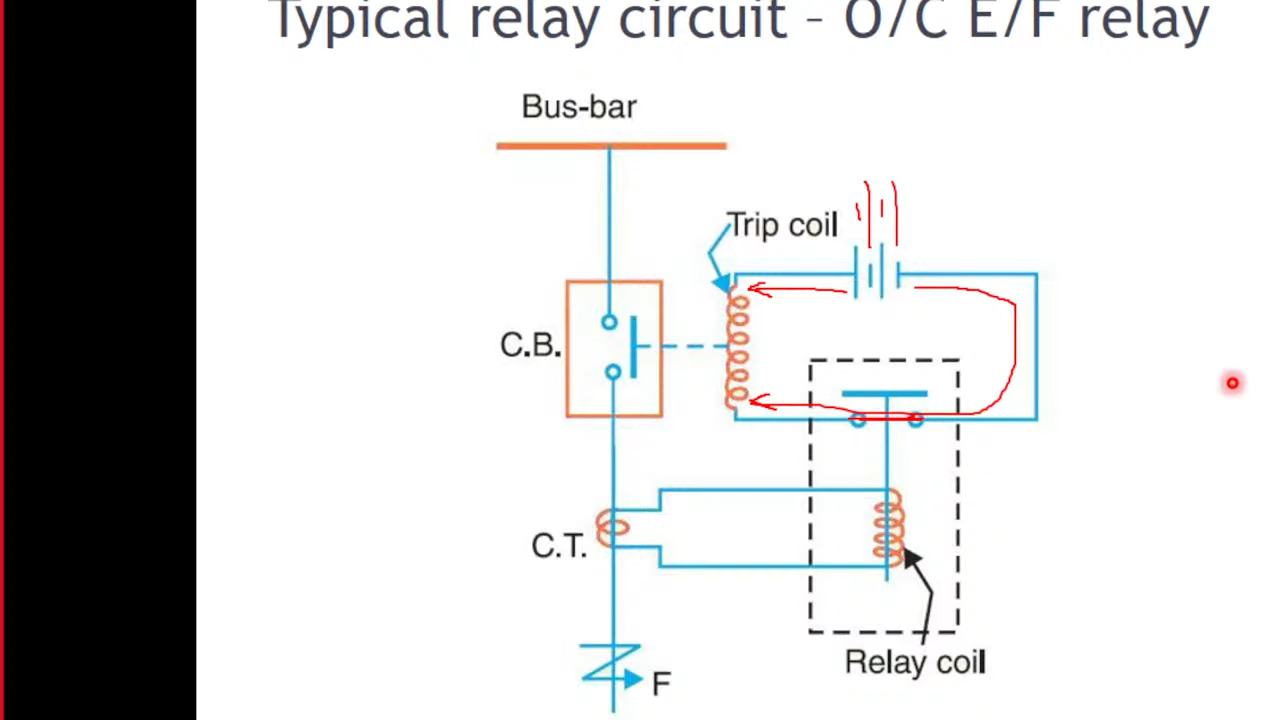 Typical relay circuit – O/C E/F relay
Bus-bar
Trip coil
C.B.
C.T.
Relay coil
F